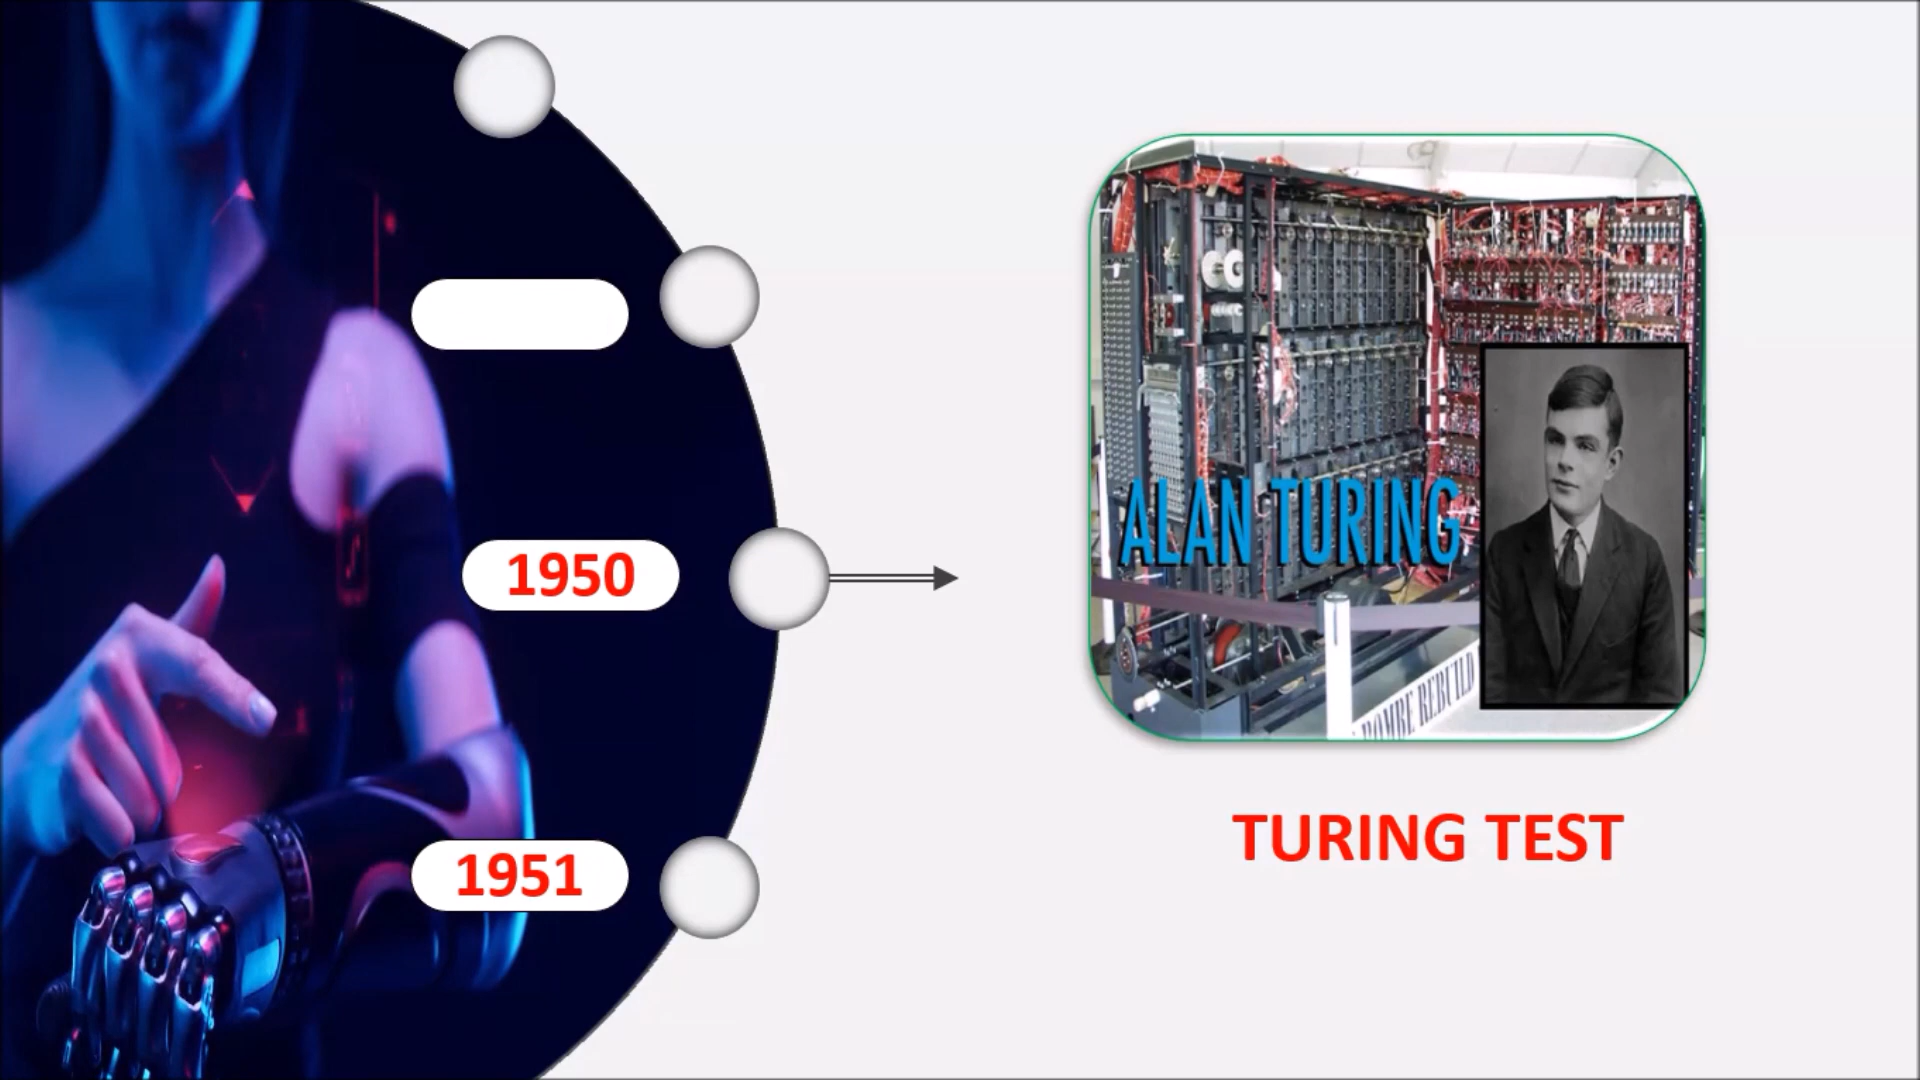 1950
1951
ALAN TURING
BOMBE REBUILD
TURING TEST